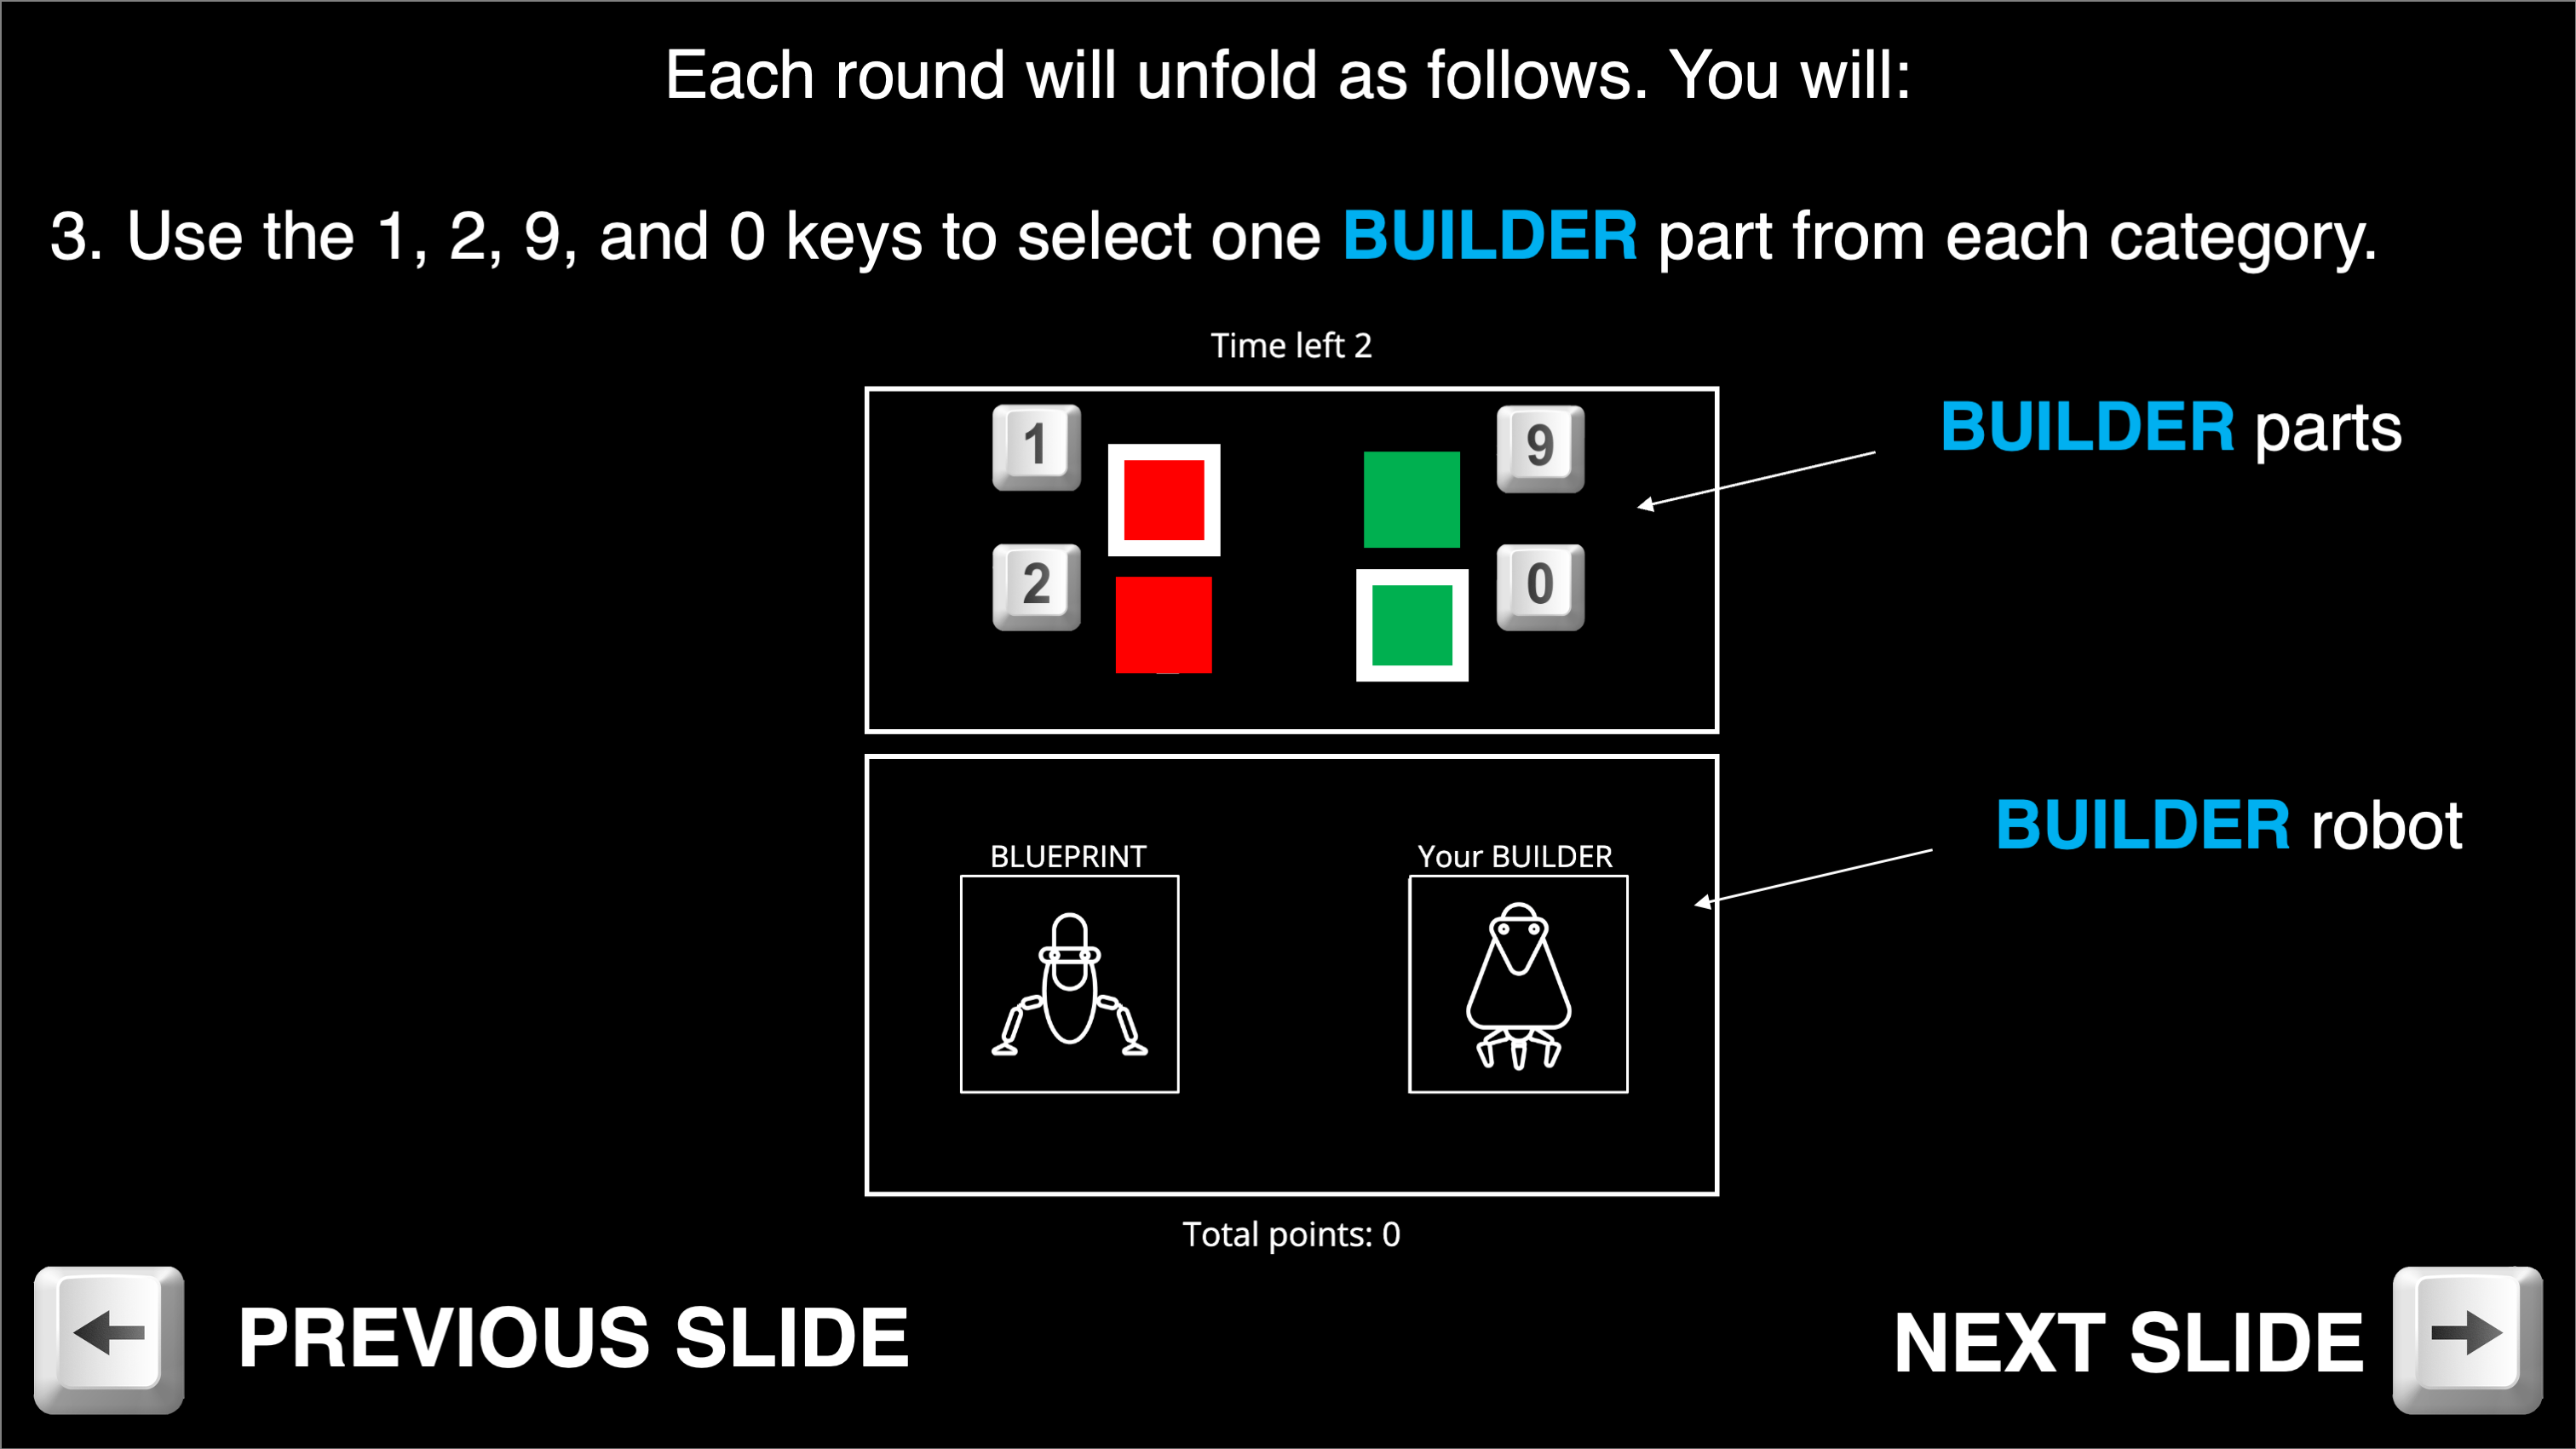 Each round will unfold as follows. You will:
3. Use the 1, 2, 9, and 0 keys to select one BUILDER part from each category.
Time left 2
1
9
BUILDER parts
2
0
BUILDER robot
BLUEPRINT
Your BUILDER
Total points: 0
PREVIOUS SLIDE
NEXT SLIDE